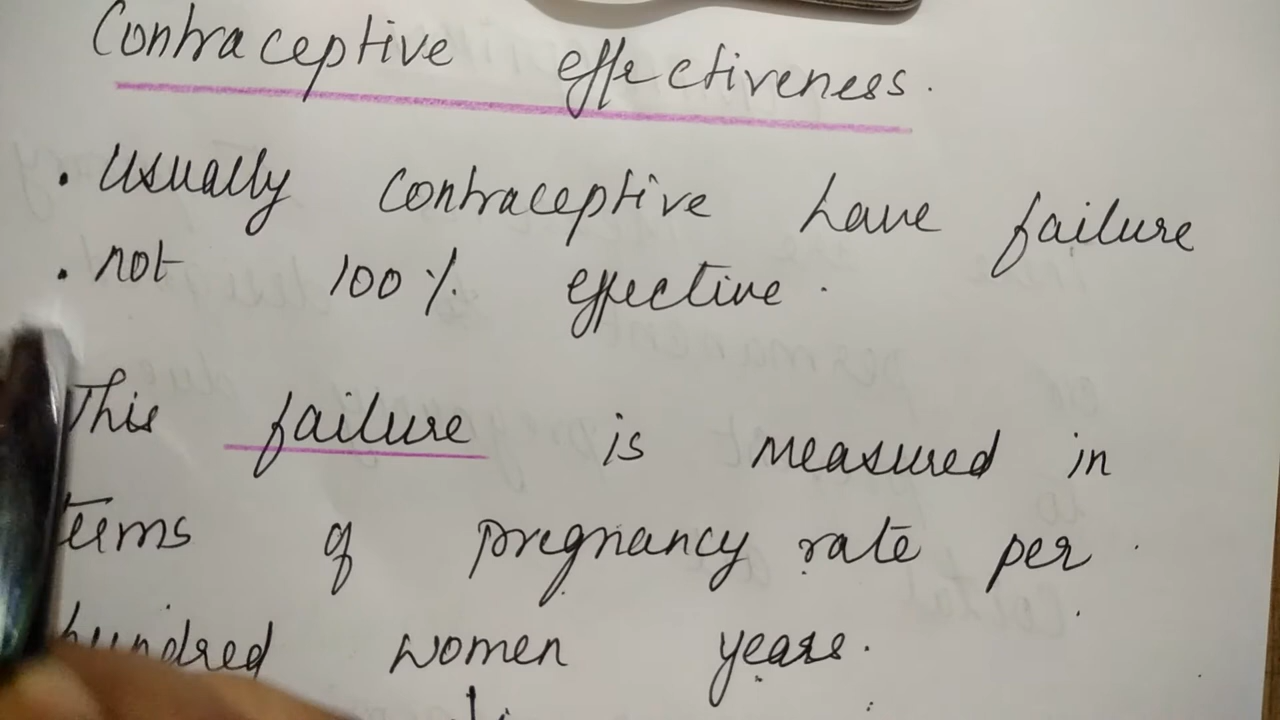 Contraceptive effectiveness.
. Usually contraceptive have failure
. not 100% effective.
This failure is measured in
terms of pregnancy rate per
hundred women years.